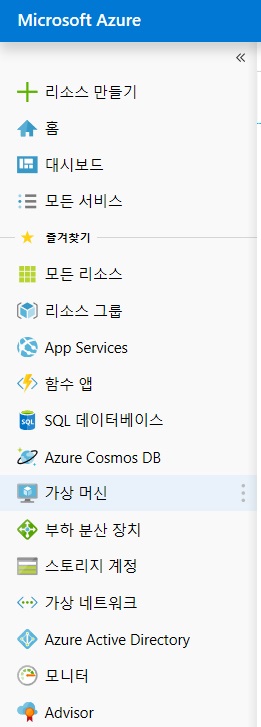 Microsoft Azure
리소스 만들기
홈
대시보드
모든 서비스
즐겨찾기
모든 리소스
리소스 그룹
App Services
함수 앱
SQL 데이터베이스
Azure Cosmos DB
가상 머신
부하 분산 장치
스토리지 계정
가상 네트워크
Azure Active Directory
모니터
Advisor